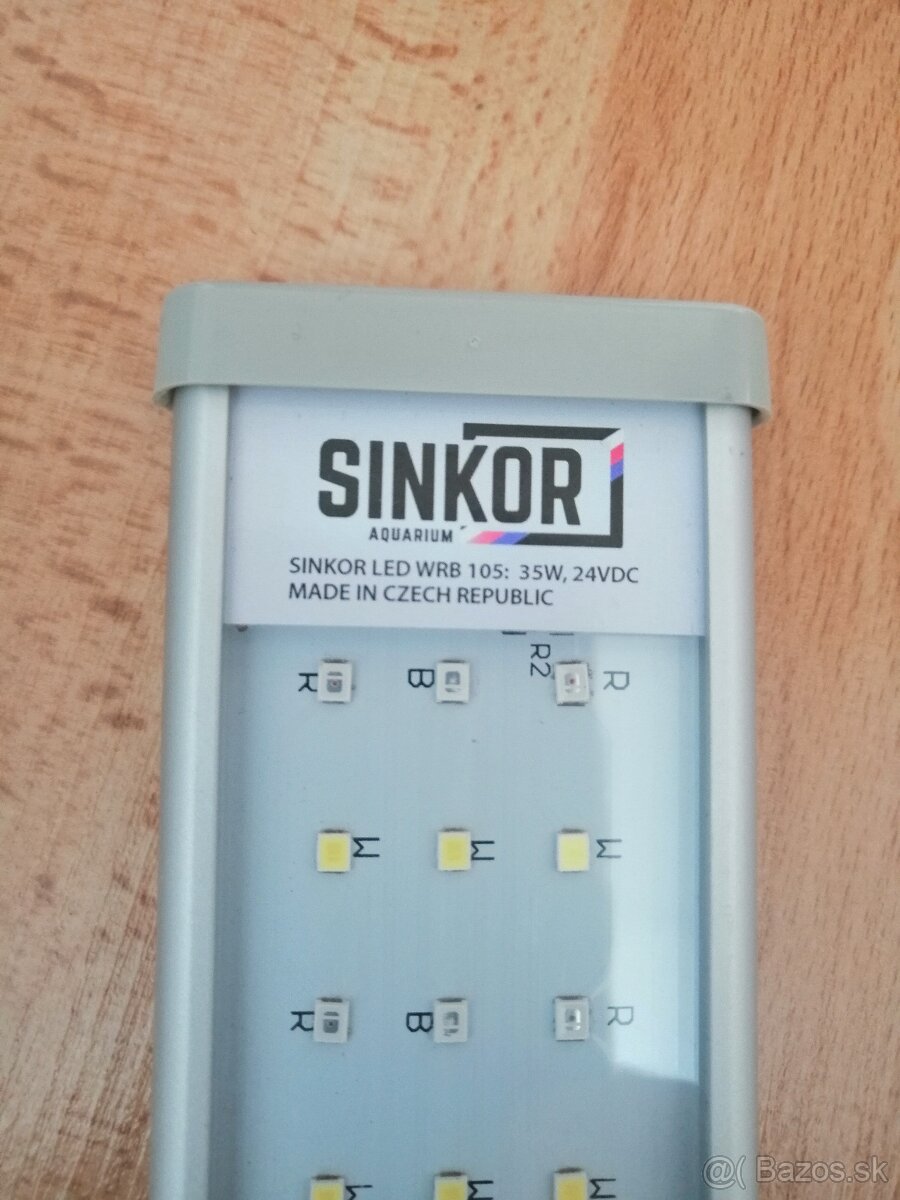 SINKOR
AQUARIUM
SINKOR LED WRB 105: 35W, 24VDC
MADE IN CZECH REPUBLIC
R2
R B R
W W W
R B R
W W W
@( Bazos.sk